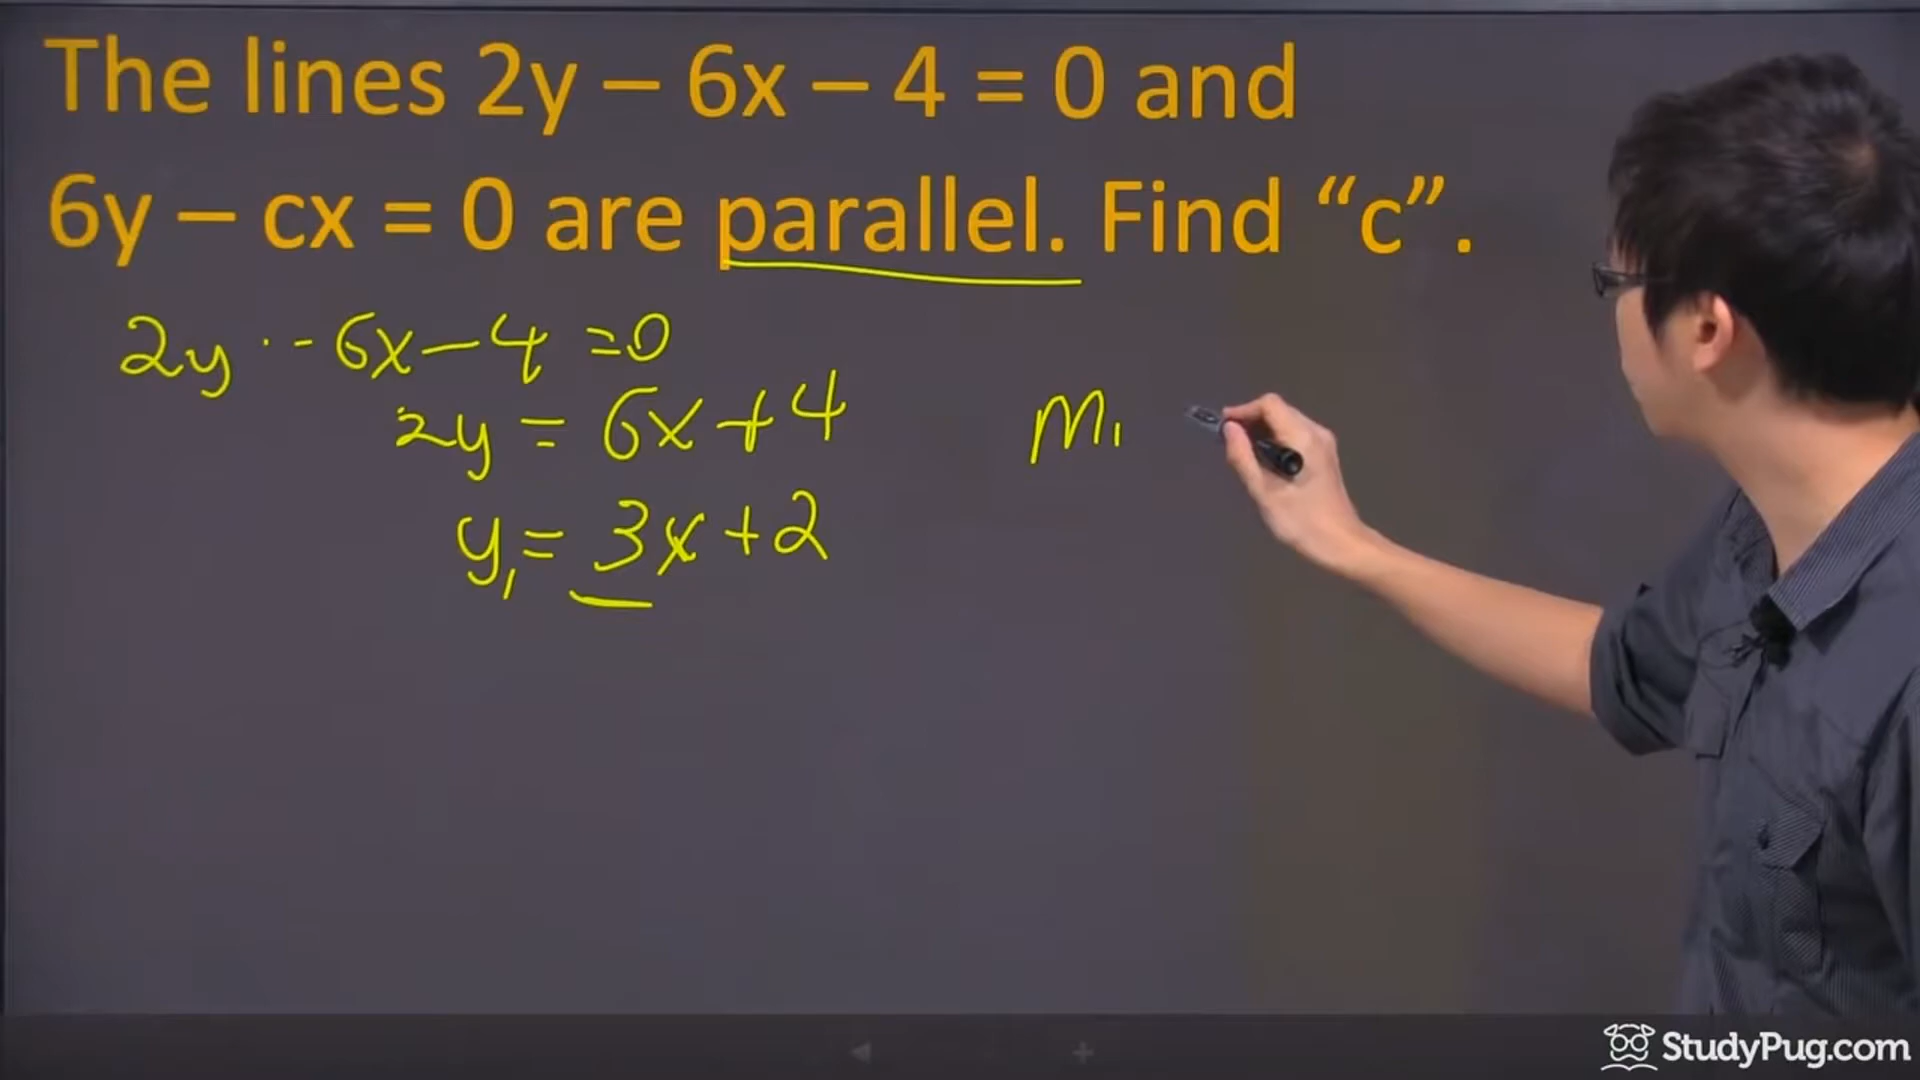 The lines 2y – 6x – 4 = 0 and
6y – cx = 0 are parallel. Find “c”.
2y - 6x - 4 = 0
2y = 6x + 4
m₁
y₁ = 3x + 2
StudyPug.com